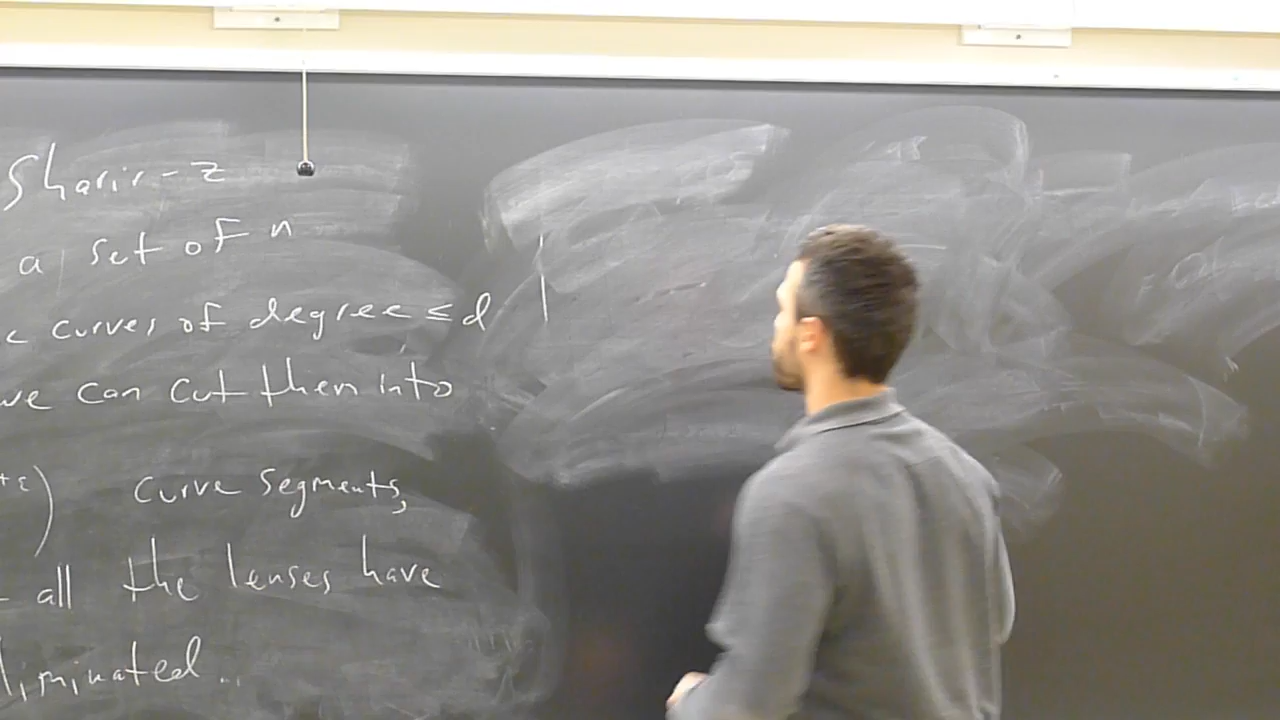 Sharir - Z
a set of n
c curves of degree ≤ d
we can cut them into
+ε) curve segments,
all the lenses have
liminated..